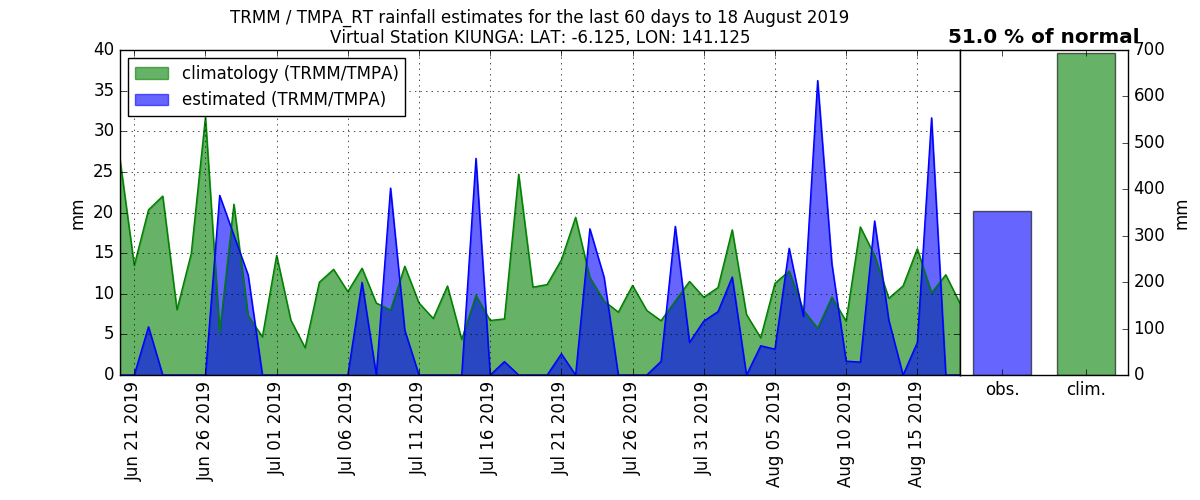 TRMM / TMPA_RT rainfall estimates for the last 60 days to 18 August 2019
Virtual Station KIUNGA: LAT: -6.125, LON: 141.125
51.0 % of normal
climatology (TRMM/TMPA)
estimated (TRMM/TMPA)
mm
40
35
30
25
20
15
10
5
0
Jun 21 2019
Jun 26 2019
Jul 01 2019
Jul 06 2019
Jul 11 2019
Jul 16 2019
Jul 21 2019
Jul 26 2019
Jul 31 2019
Aug 05 2019
Aug 10 2019
Aug 15 2019
obs.
clim.
700
600
500
400
300
200
100
0
mm